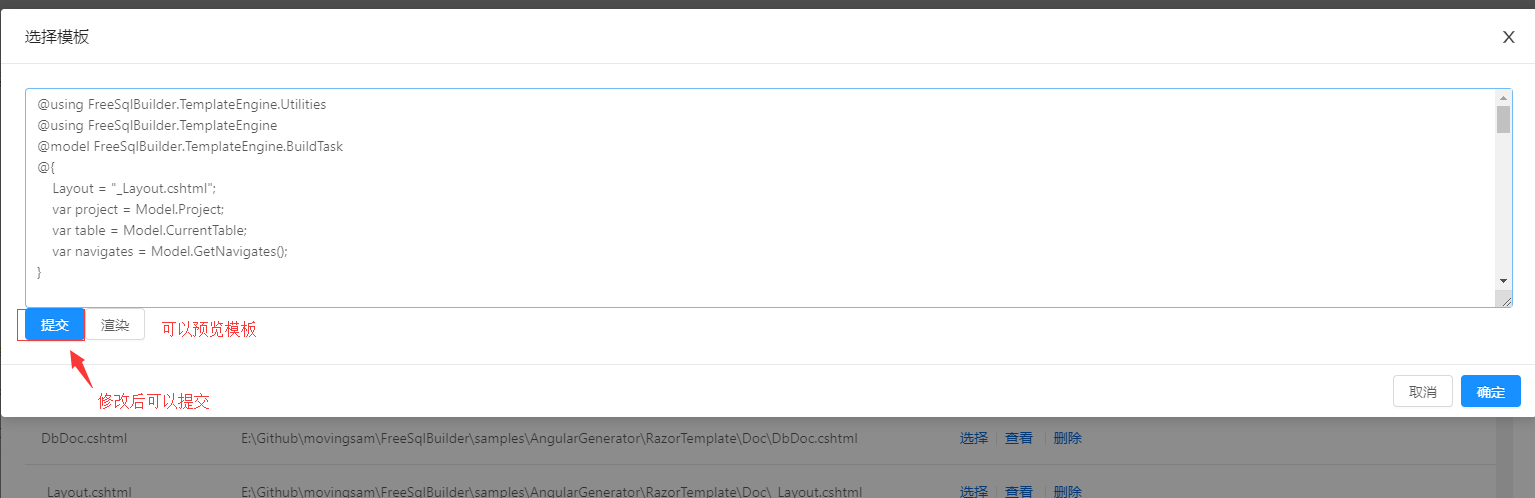 选择模板 X
@using FreeSqlBuilder.TemplateEngine.Utilities
@using FreeSqlBuilder.TemplateEngine
@model FreeSqlBuilder.TemplateEngine.BuildTask
@{
    Layout = "_Layout.cshtml";
    var project = Model.Project;
    var table = Model.CurrentTable;
    var navigates = Model.GetNavigates();
}
提交 渲染 可以预览模板
修改后可以提交
取消 确定
DbDoc.cshtml E:\Github\movingsam\FreeSqlBuilder\samples\AngularGenerator\RazorTemplate\Doc\DbDoc.cshtml 选择 查看 删除
_Layout.cshtml E:\Github\movingsam\FreeSqlBuilder\samples\AngularGenerator\RazorTemplate\Doc\_Layout.cshtml 选择 查看 删除